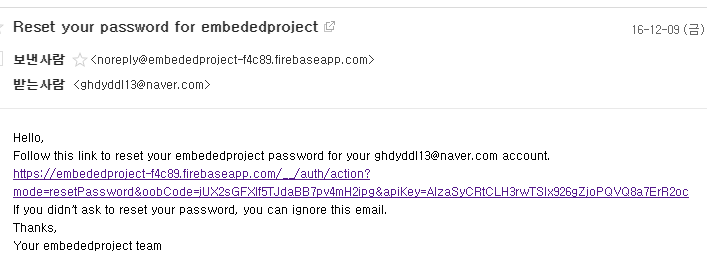 Reset your password for embededproject
16-12-09 (금)
보낸사람 <noreply@embededproject-f4c89.firebaseapp.com>
받는사람 <ghdyddl13@naver.com>
Hello,
Follow this link to reset your embededproject password for your ghdyddl13@naver.com account.
https://embededproject-f4c89.firebaseapp.com/__/auth/action?
mode=resetPassword&oobCode=jUX2sGFXlf5TJdaBB7pv4mH2ipg&apiKey=AIzaSyCRtCLH3rwTSIx926gZjoPQVQ8a7ErR2oc
If you didn't ask to reset your password, you can ignore this email.
Thanks,
Your embededproject team